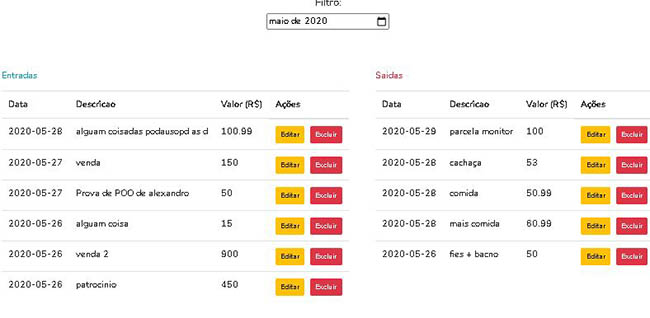 Filtro:
maio de 2020
Entradas
Data Descricao Valor (R$) Ações
2020-05-28 alguam coisadas podausopd as d 100.99 Editar Excluir
2020-05-27 venda 150 Editar Excluir
2020-05-27 Prova de POO de alexandro 50 Editar Excluir
2020-05-26 alguam coisa 15 Editar Excluir
2020-05-26 venda 2 900 Editar Excluir
2020-05-26 patrocinio 450 Editar Excluir
Saidas
Data Descricao Valor (R$) Ações
2020-05-29 parcela monitor 100 Editar Excluir
2020-05-28 cachaça 53 Editar Excluir
2020-05-28 comida 50.99 Editar Excluir
2020-05-28 mais comida 60.99 Editar Excluir
2020-05-26 fies + bacno 50 Editar Excluir